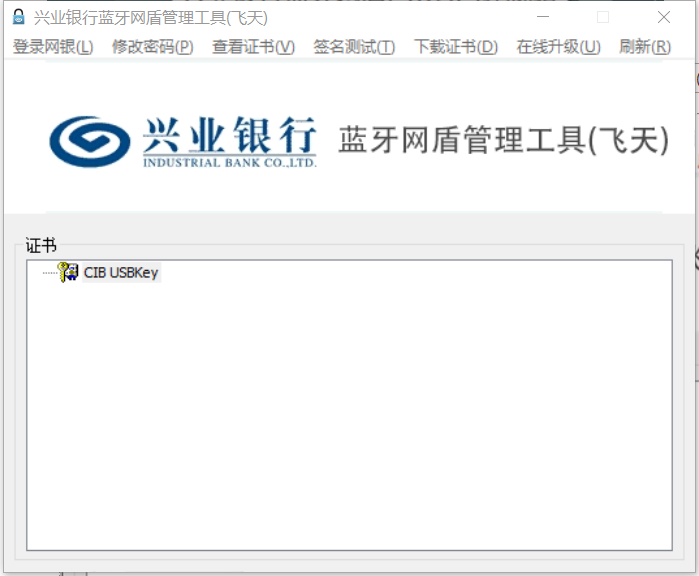 兴业银行蓝牙网盾管理工具(飞天)
登录网银(L) 修改密码(P) 查看证书(V) 签名测试(T) 下载证书(D) 在线升级(U) 刷新(R)
兴业银行 蓝牙网盾管理工具(飞天)
INDUSTRIAL BANK CO.,LTD.
证书
CIB USBKey